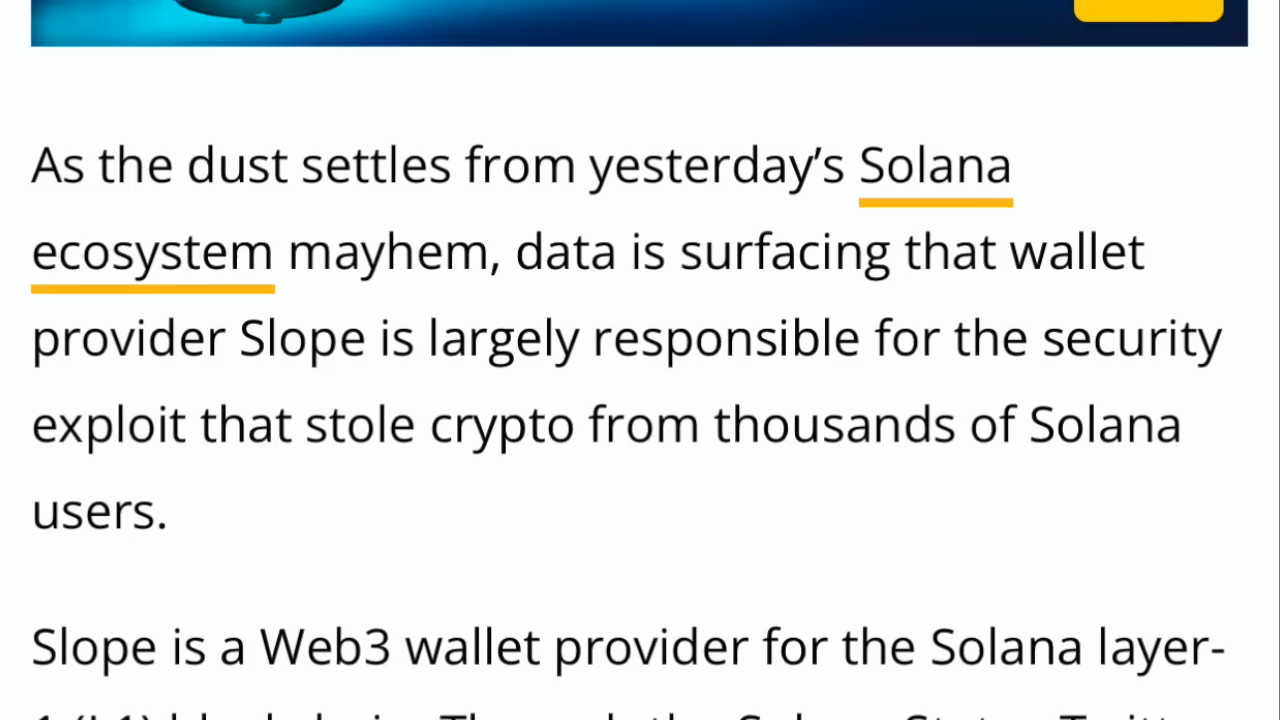 As the dust settles from yesterday’s Solana
ecosystem mayhem, data is surfacing that wallet
provider Slope is largely responsible for the security
exploit that stole crypto from thousands of Solana
users.
Slope is a Web3 wallet provider for the Solana layer-